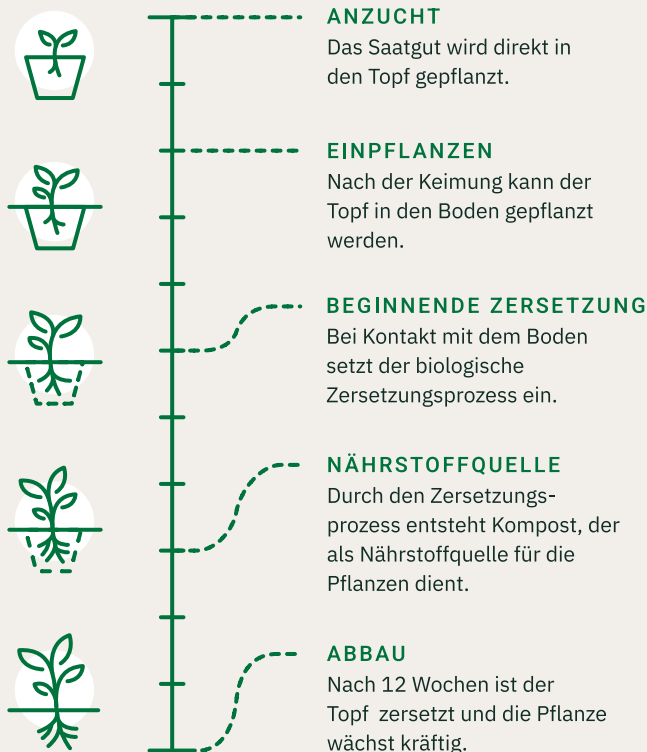 ANZUCHT
Das Saatgut wird direkt in
den Topf gepflanzt.
EINPFLANZEN
Nach der Keimung kann der
Topf in den Boden gepflanzt
werden.
BEGINNENDE ZERSETZUNG
Bei Kontakt mit dem Boden
setzt der biologische
Zersetzungsprozess ein.
NÄHRSTOFFQUELLE
Durch den Zersetzungs-
prozess entsteht Kompost, der
als Nährstoffquelle für die
Pflanzen dient.
ABBAU
Nach 12 Wochen ist der
Topf zersetzt und die Pflanze
wächst kräftig.